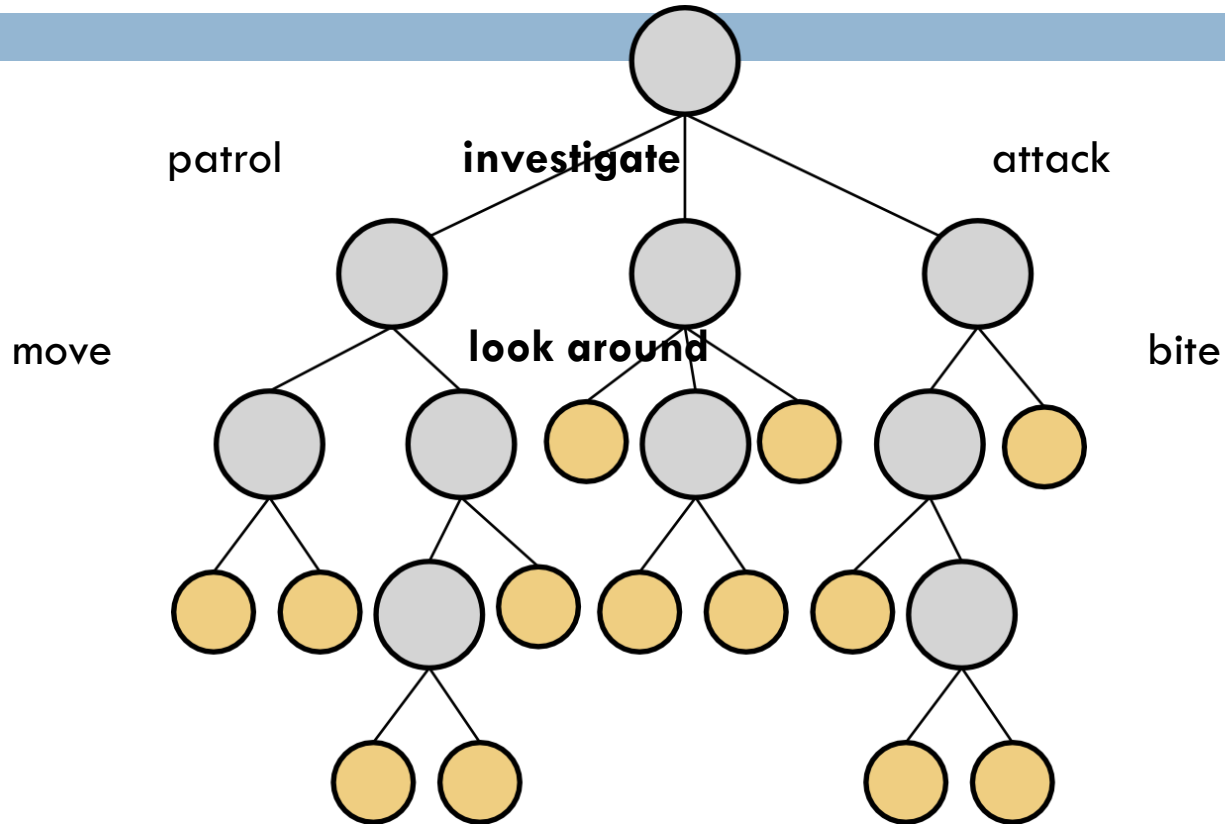 patrol
investigate
attack
move
look around
bite